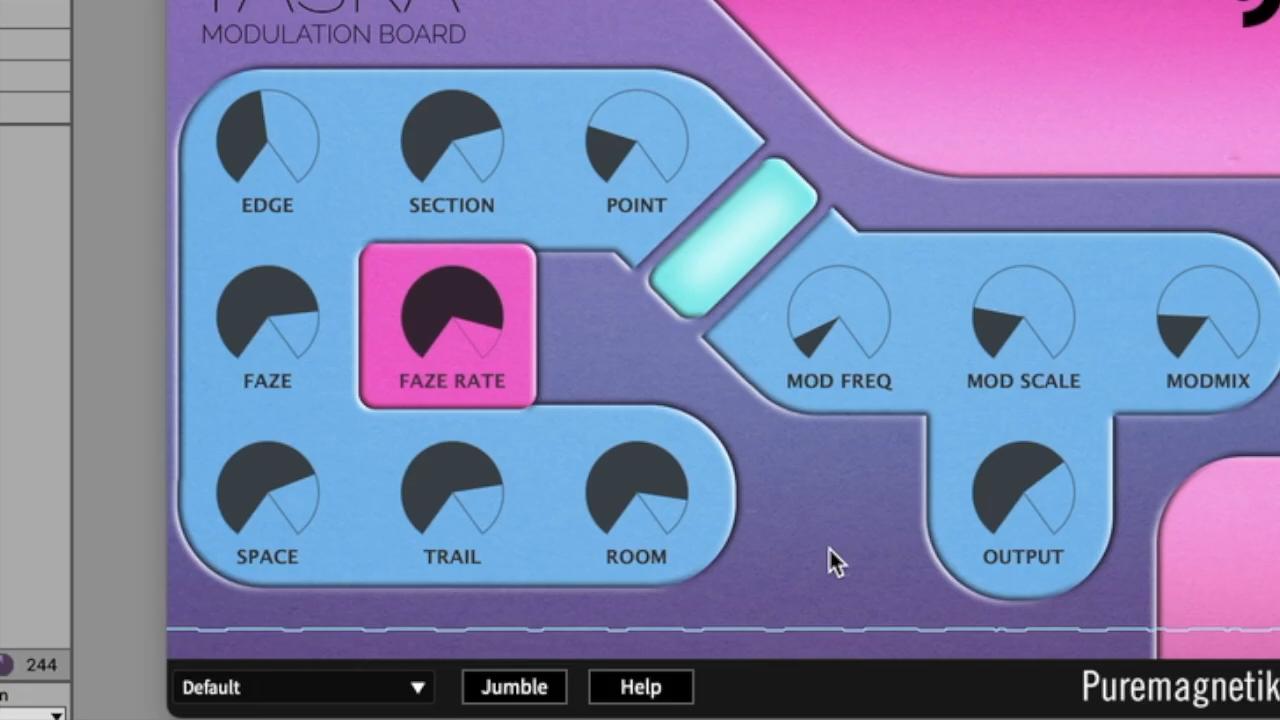 MODULATION BOARD
EDGE SECTION POINT
FAZE FAZE RATE MOD FREQ MOD SCALE MODMIX
SPACE TRAIL ROOM OUTPUT
244
Default Jumble Help Puremagnetik